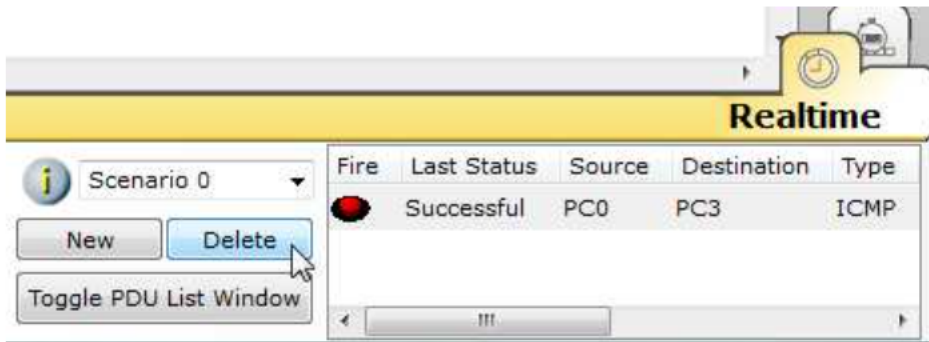 Realtime
Scenario 0
New Delete
Toggle PDU List Window
Fire Last Status Source Destination Type
Successful PC0 PC3 ICMP